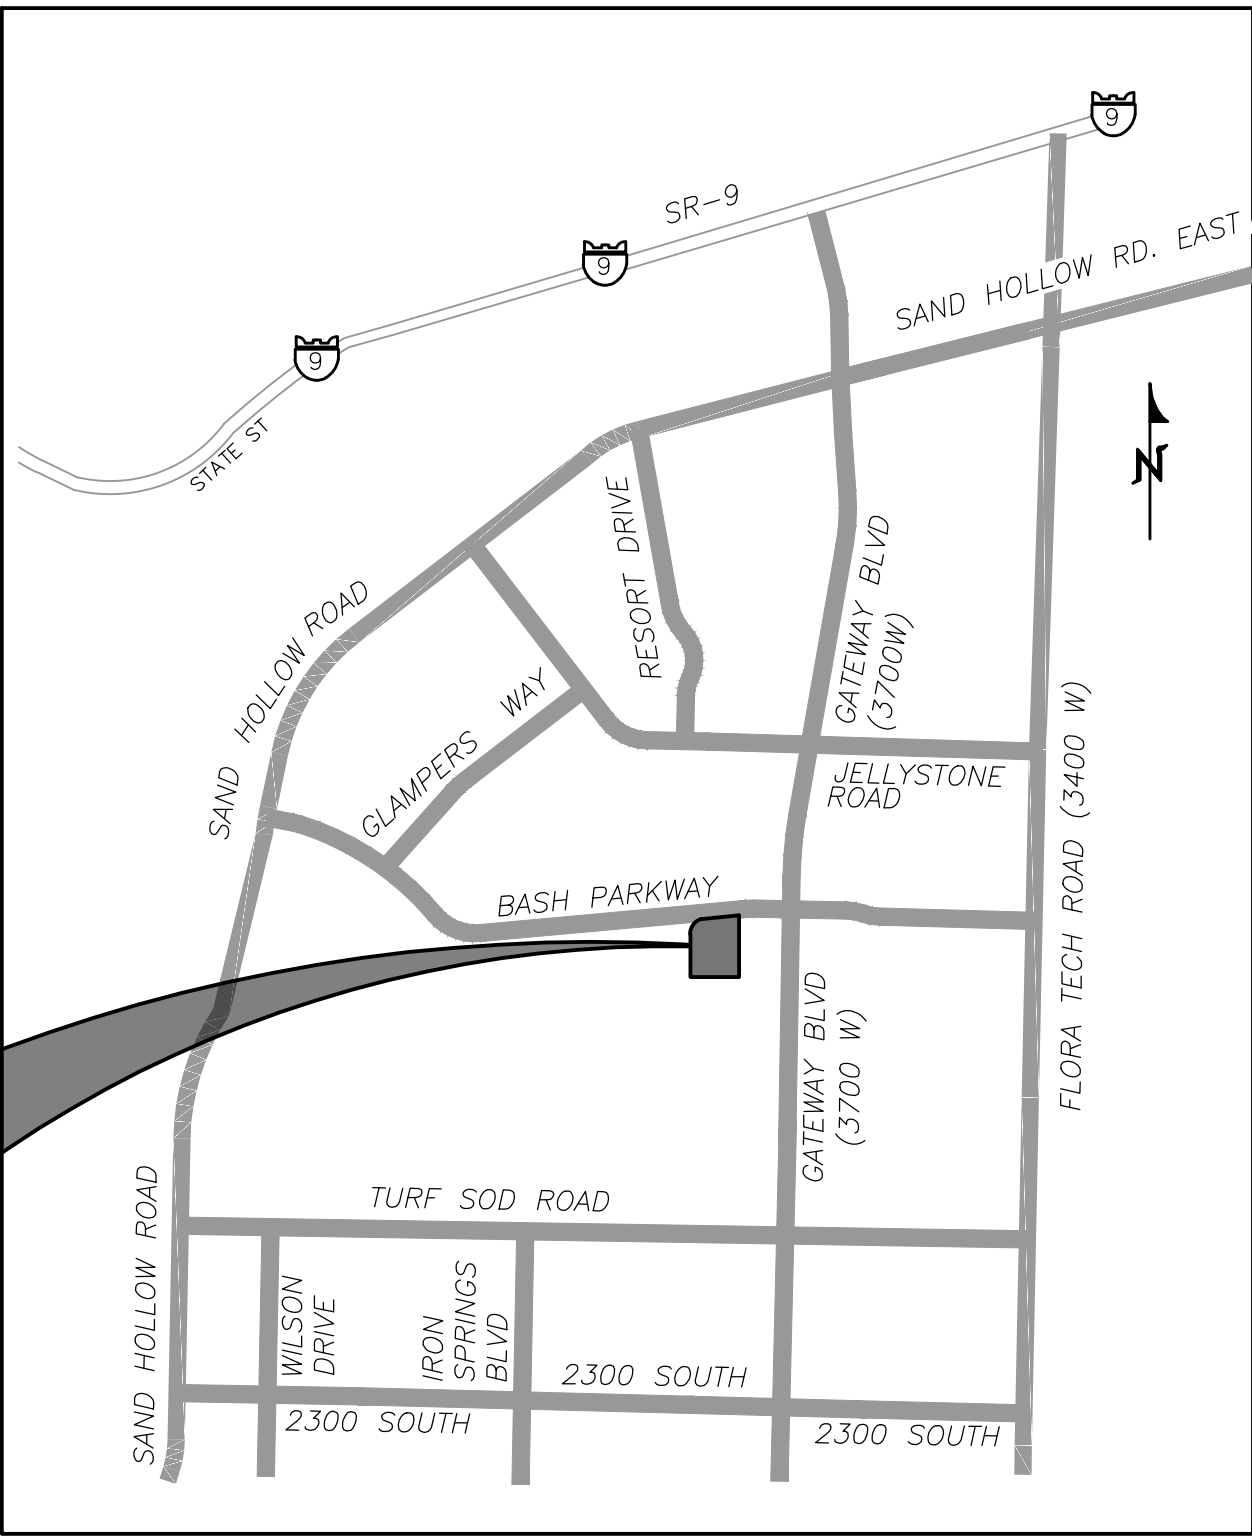 9
SR-9
9
SAND HOLLOW RD. EAST
9
STATE ST
RESORT DRIVE
GATEWAY BLVD
(3700W)
SAND HOLLOW ROAD
GLAMPERS WAY
JELLYSTONE
ROAD
FLORA TECH ROAD (3400 W)
BASH PARKWAY
GATEWAY BLVD
(3700 W)
N
TURF SOD ROAD
SAND HOLLOW ROAD
WILSON
DRIVE
IRON
SPRINGS
BLVD
2300 SOUTH
2300 SOUTH
2300 SOUTH